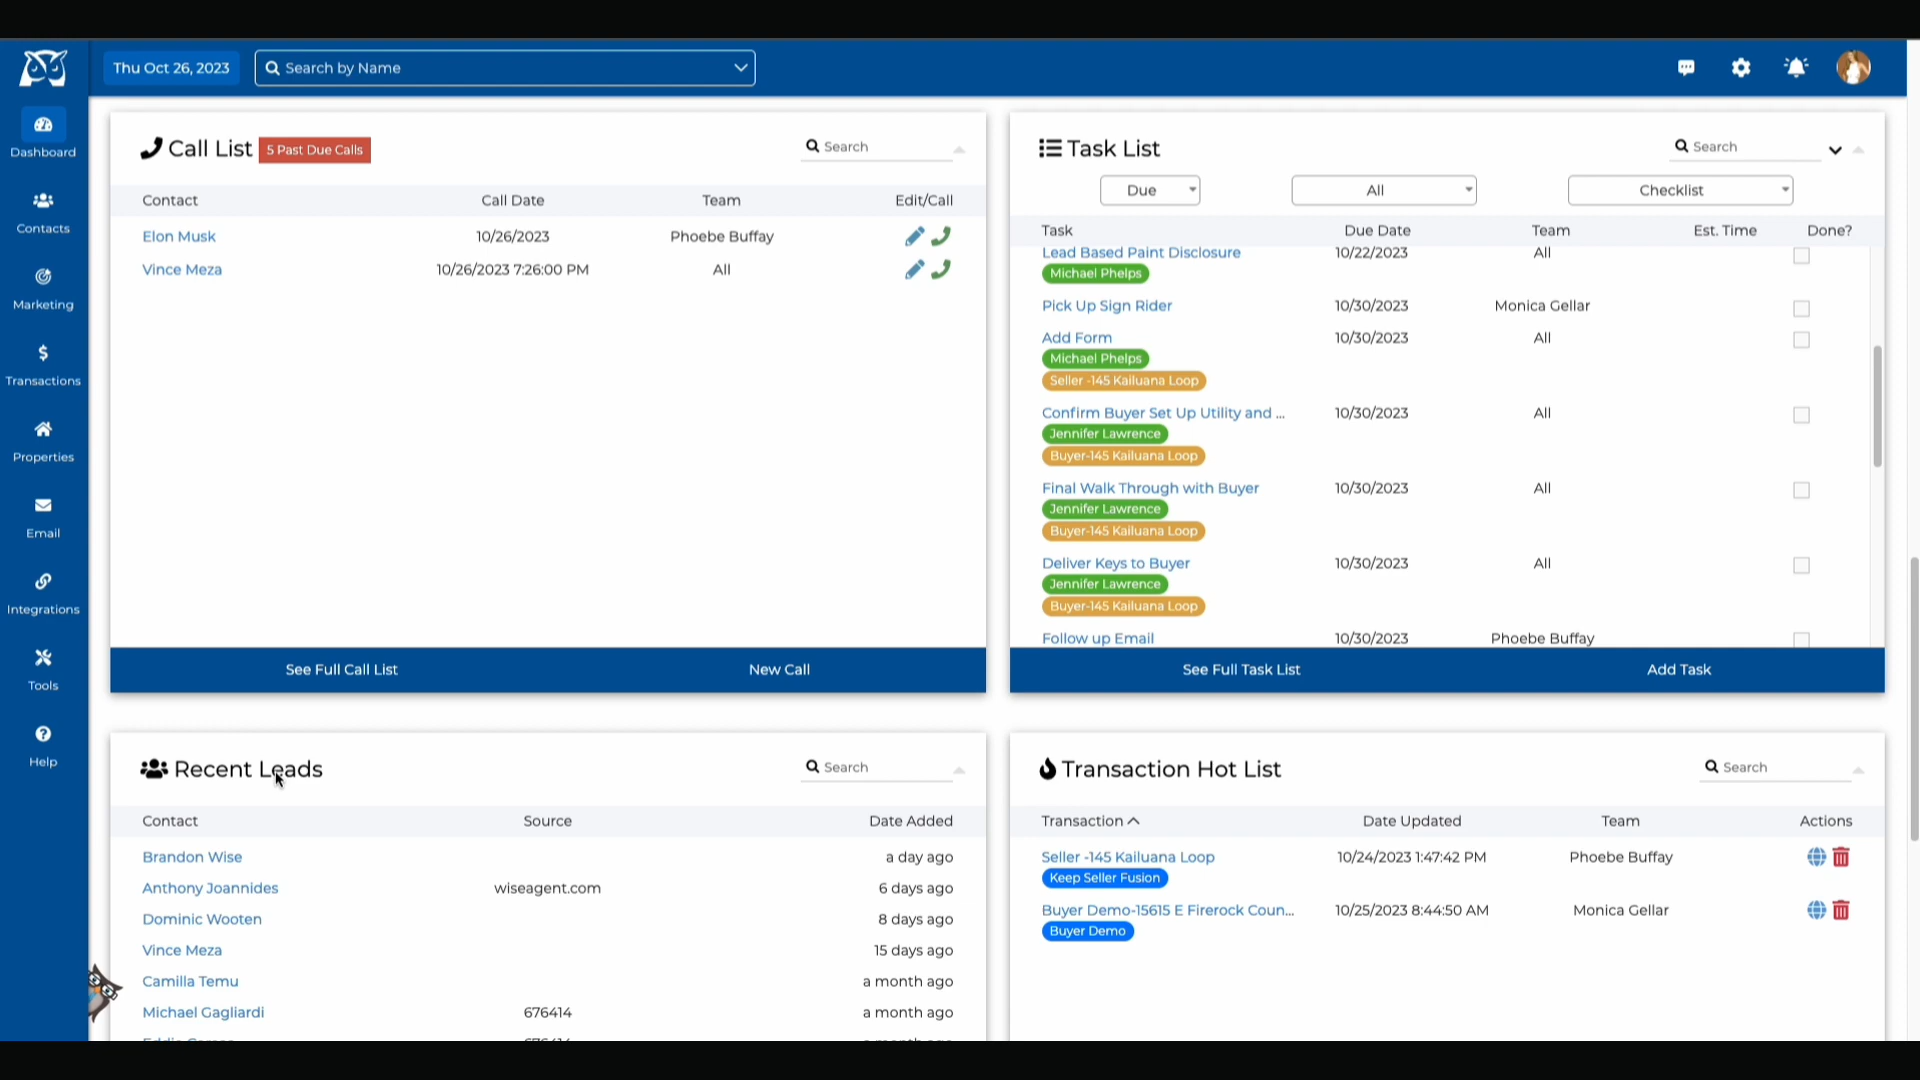 Thu Oct 26, 2023
Search by Name
Dashboard
Contacts
Marketing
Transactions
Properties
Email
Integrations
Tools
Help
Call List
5 Past Due Calls
Search
Contact Call Date Team Edit/Call
Elon Musk 10/26/2023 Phoebe Buffay
Vince Meza 10/26/2023 7:26:00 PM All
See Full Call List New Call
Task List
Search
Due All Checklist
Task Due Date Team Est. Time Done?
Lead Based Paint Disclosure 10/22/2023 All
Michael Phelps
Pick Up Sign Rider 10/30/2023 Monica Gellar
Add Form 10/30/2023 All
Michael Phelps
Seller -145 Kailuana Loop
Confirm Buyer Set Up Utility and ... 10/30/2023 All
Jennifer Lawrence
Buyer-145 Kailuana Loop
Final Walk Through with Buyer 10/30/2023 All
Jennifer Lawrence
Buyer-145 Kailuana Loop
Deliver Keys to Buyer 10/30/2023 All
Jennifer Lawrence
Buyer-145 Kailuana Loop
Follow up Email 10/30/2023 Phoebe Buffay
See Full Task List Add Task
Recent Leads
Search
Contact Source Date Added
Brandon Wise a day ago
Anthony Joannides wiseagent.com 6 days ago
Dominic Wooten 8 days ago
Vince Meza 15 days ago
Camilla Temu a month ago
Michael Gagliardi 676414 a month ago
Transaction Hot List
Search
Transaction Date Updated Team Actions
Seller -145 Kailuana Loop 10/24/2023 1:47:42 PM Phoebe Buffay
Keep Seller Fusion
Buyer Demo-15615 E Firerock Coun... 10/25/2023 8:44:50 AM Monica Gellar
Buyer Demo